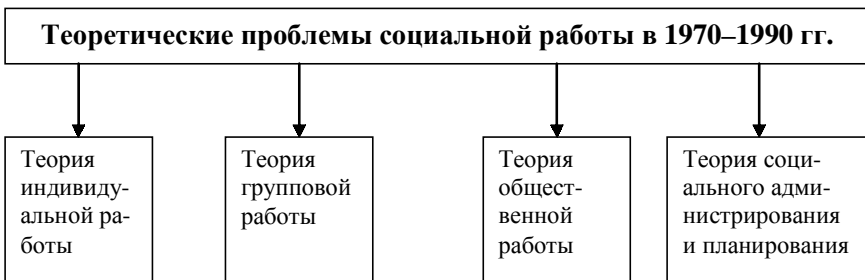 Теоретические проблемы социальной работы в 1970–1990 гг.
Теория
индивиду-
альной ра-
боты
Теория
групповой
работы
Теория
общест-
венной
работы
Теория соци-
ального адми-
нистрирования
и планирования